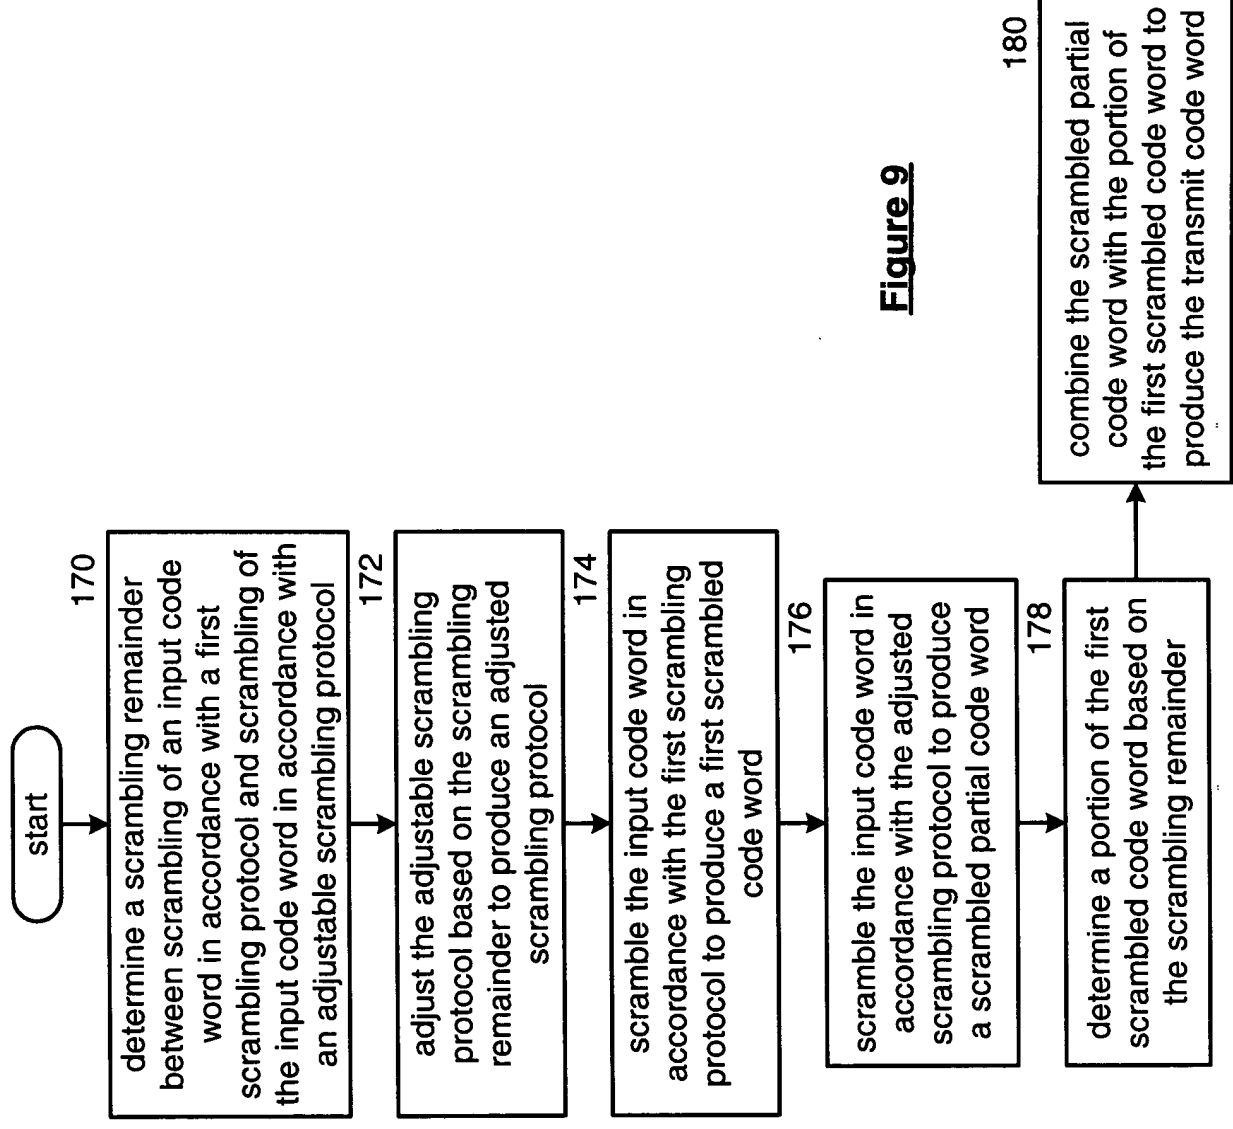 start
170
determine a scrambling remainder
between scrambling of an input code
word in accordance with a first
scrambling protocol and scrambling of
the input code word in accordance with
an adjustable scrambling protocol
172
adjust the adjustable scrambling
protocol based on the scrambling
remainder to produce an adjusted
scrambling protocol
174
scramble the input code word in
accordance with the first scrambling
protocol to produce a first scrambled
code word
176
scramble the input code word in
accordance with the adjusted
scrambling protocol to produce
a scrambled partial code word
178
determine a portion of the first
scrambled code word based on
the scrambling remainder
180
combine the scrambled partial
code word with the portion of
the first scrambled code word to
produce the transmit code word
Figure 9